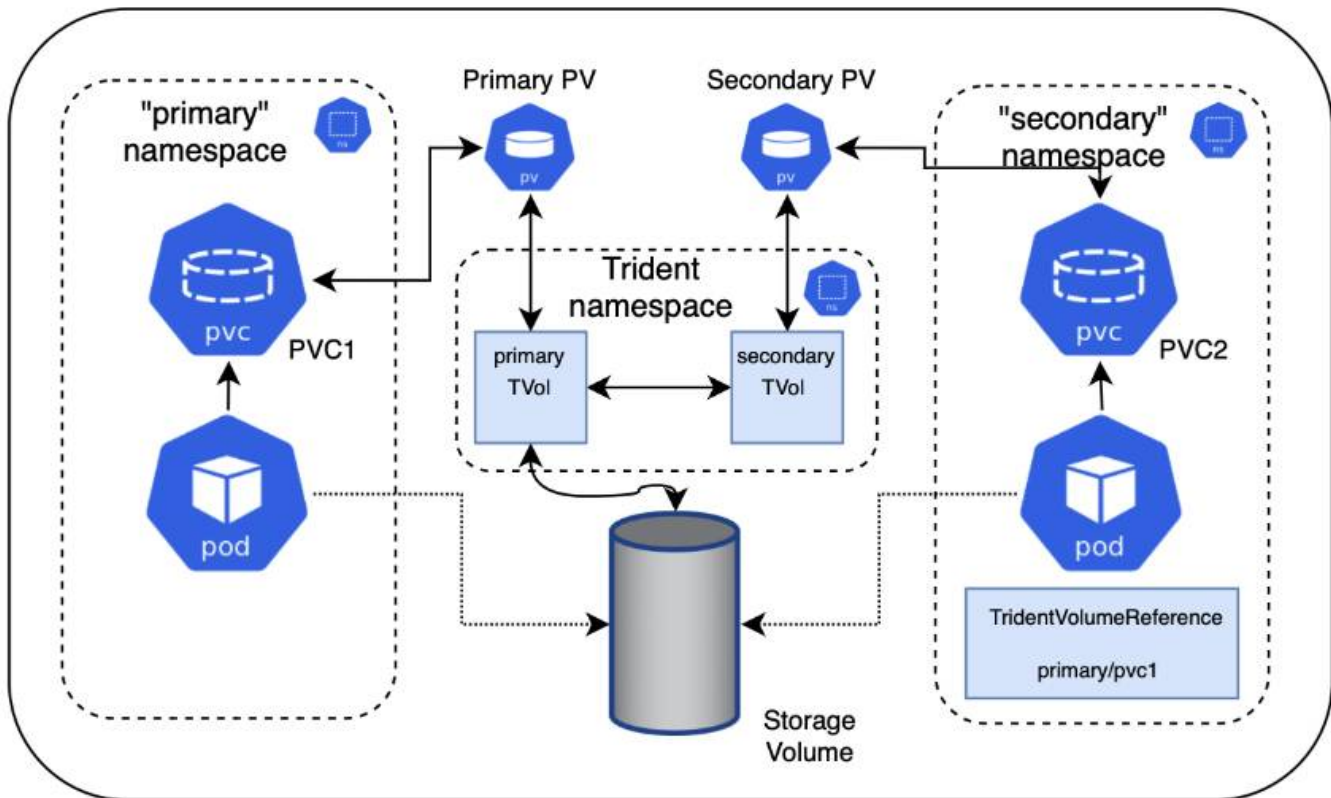 Primary PV
Secondary PV
"primary"
namespace
ns
"secondary"
namespace
ns
pv
pv
Trident
namespace
ns
pvc
PVC1
pvc
PVC2
primary
TVol
secondary
TVol
pod
pod
TridentVolumeReference
primary/pvc1
Storage
Volume